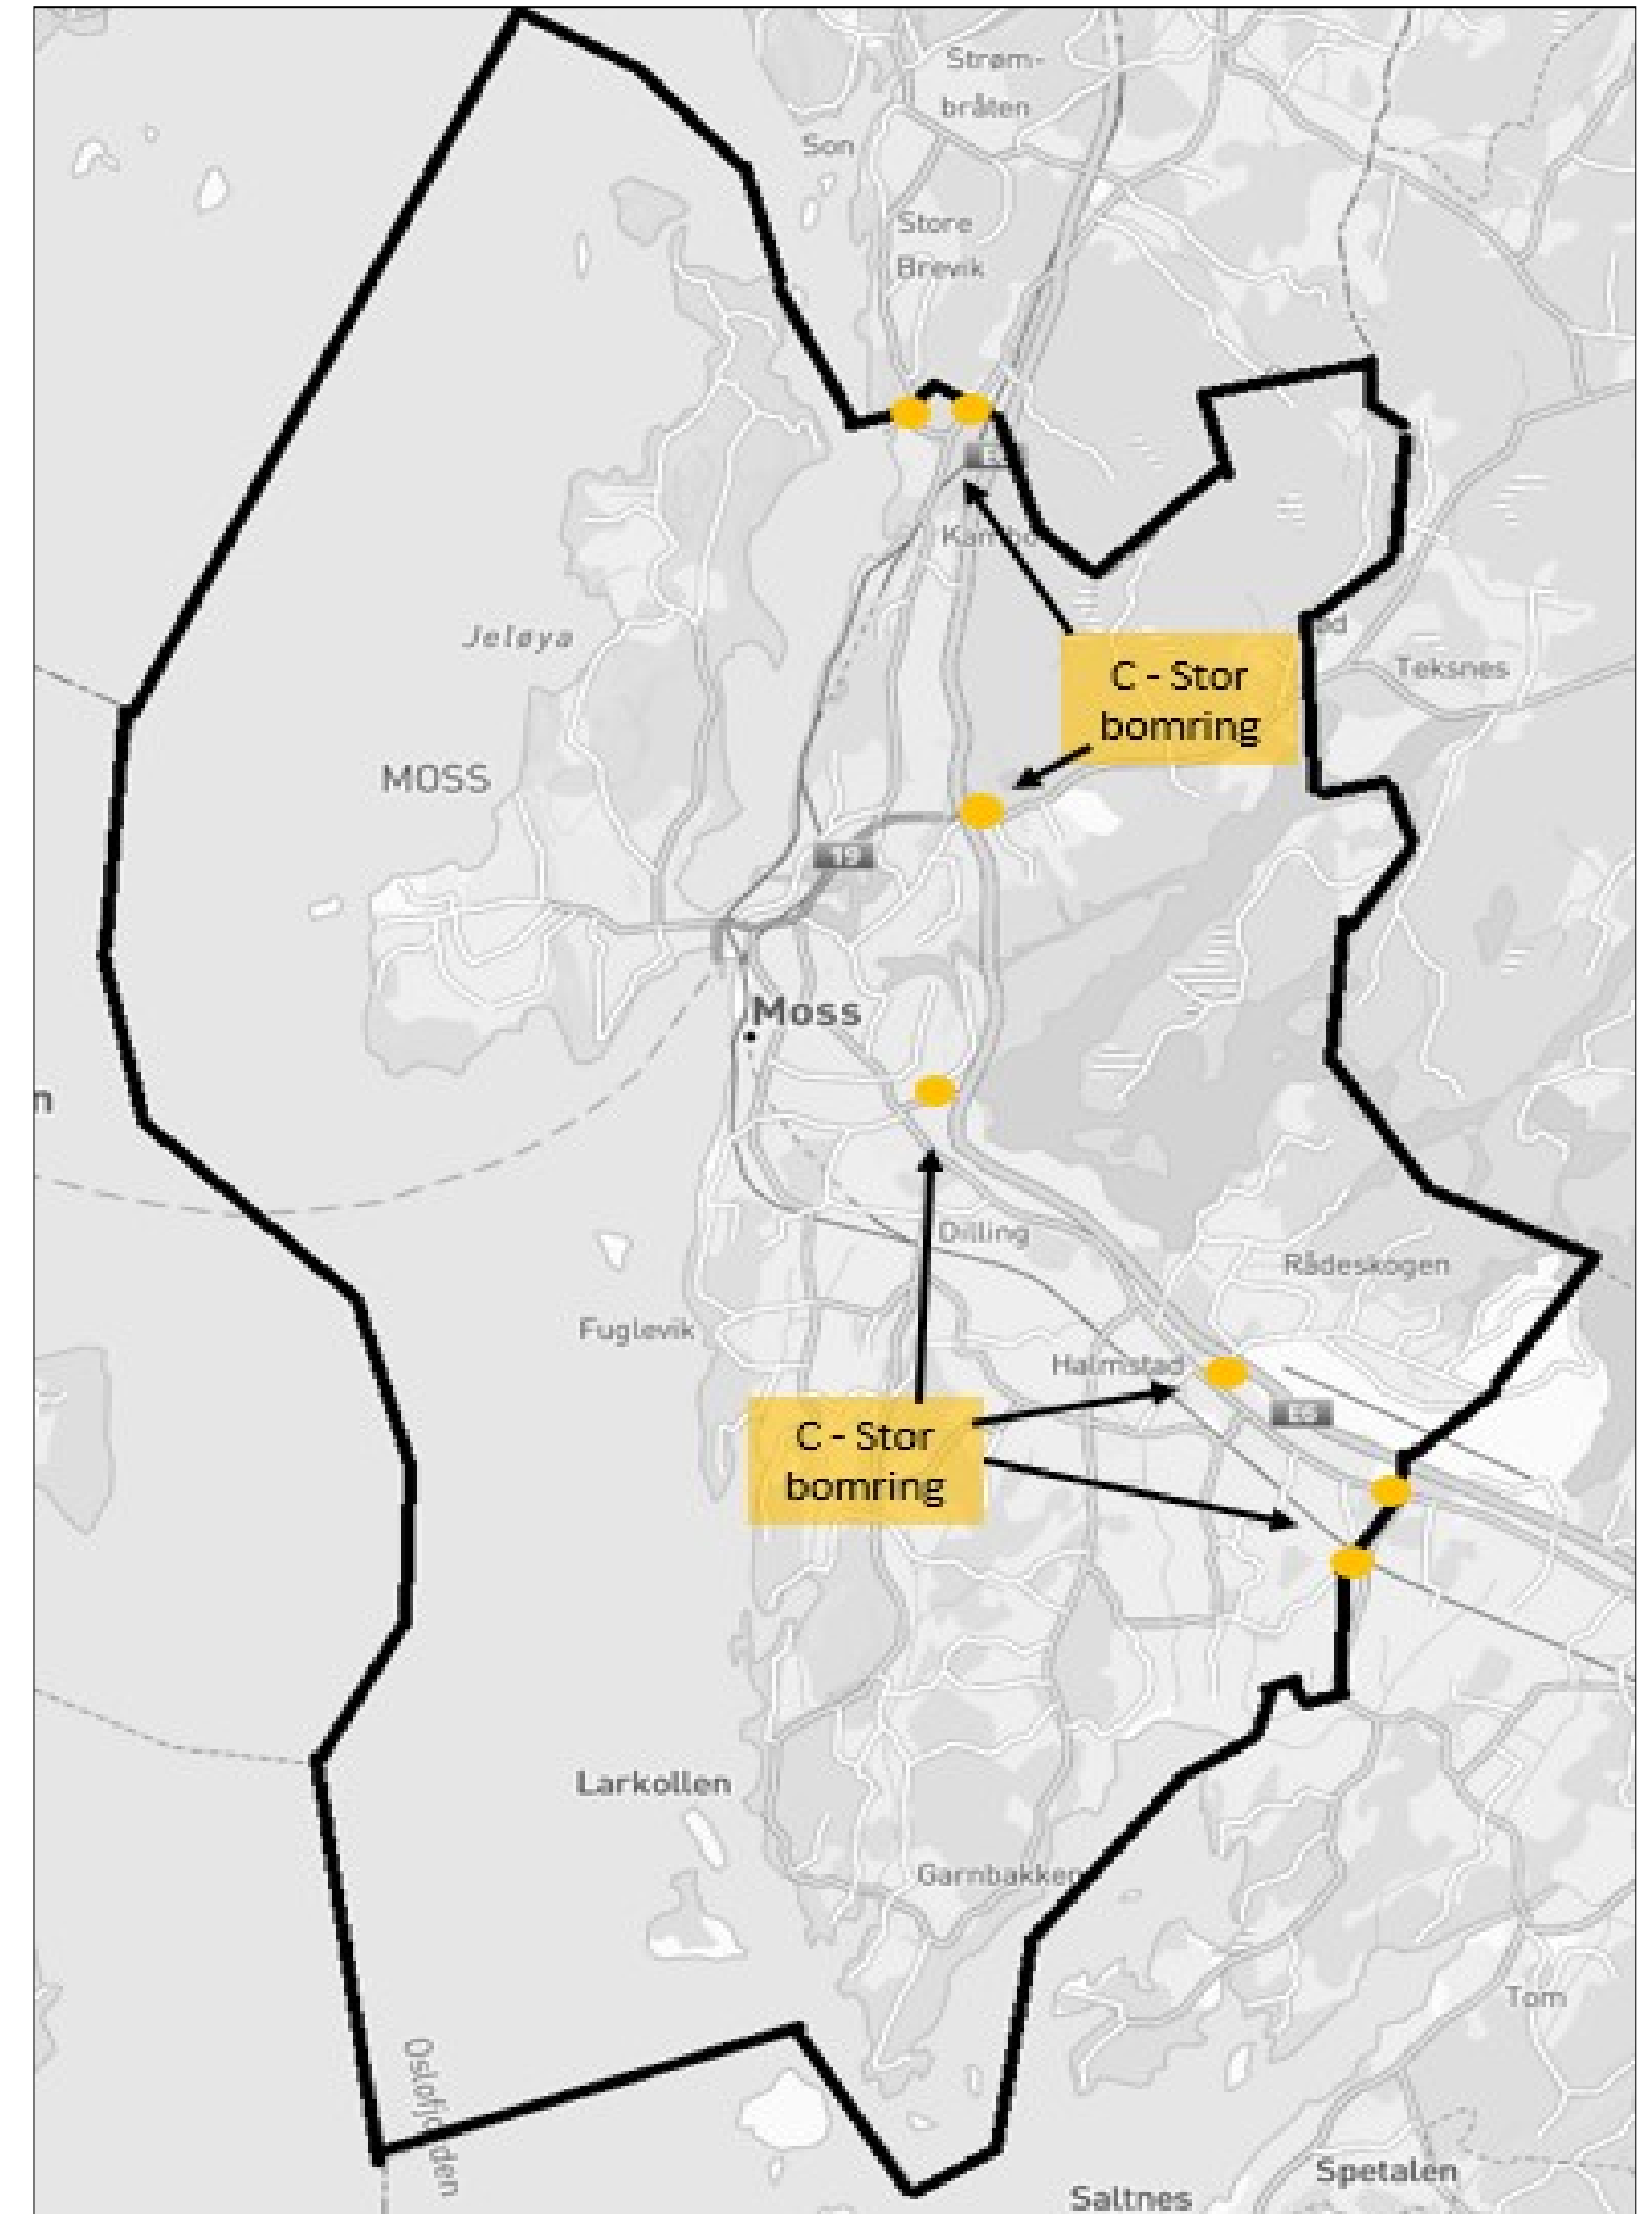 Strøm-
bråten
Son
Store
Brevik
Kambo
Jeløya
C - Stor
bomring
Teksnes
MOSS
19
Moss
n
Dilling
Rådeskogen
Fuglevik
Halmstad
E6
C - Stor
bomring
Larkollen
Garnbakken
Tom
Oslofjorden
Spetalen
Saltnes